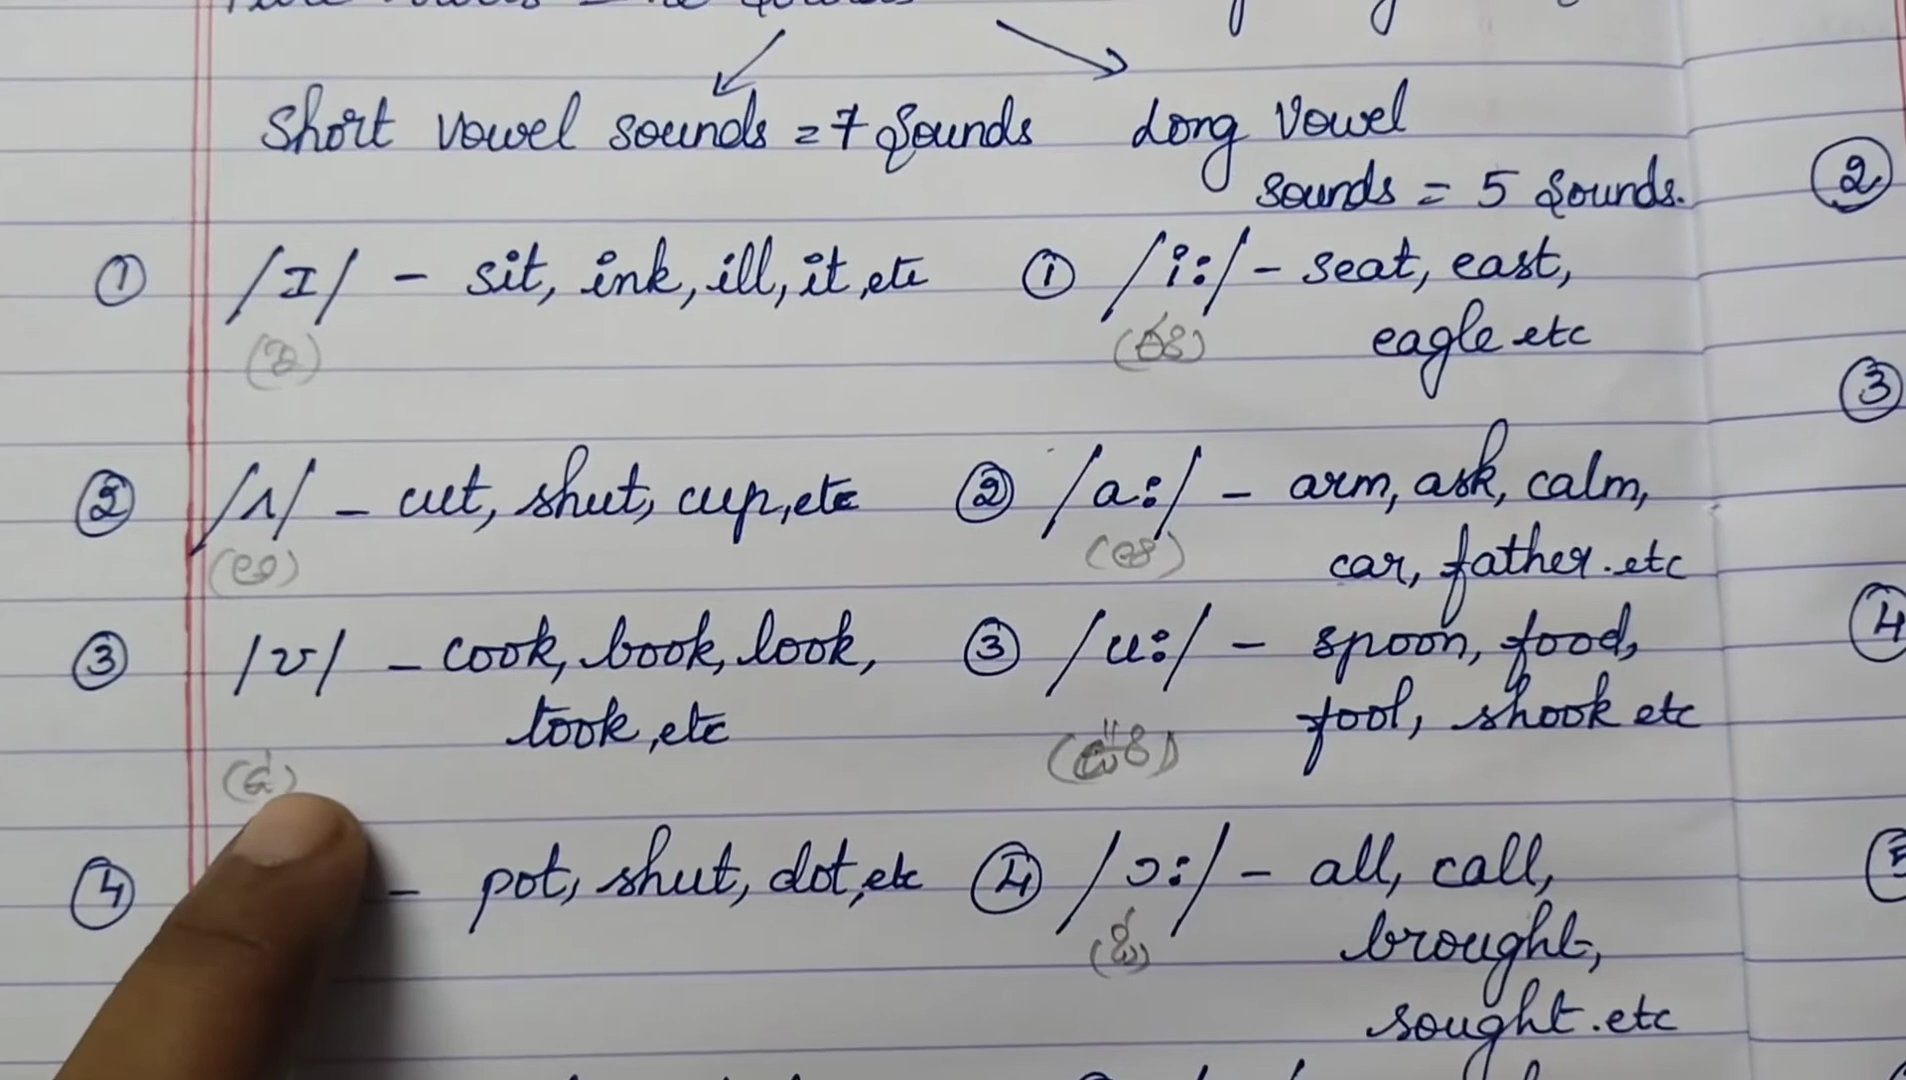 Short vowel sounds = 7 Sounds
Long Vowel
sounds = 5 Sounds.
① /I/ - sit, ink, ill, it, etc
① /i:/ - seat, east,
eagle etc
② /ʌ/ - cut, shut, cup, etc
② /a:/ - arm, ask, calm,
car, father. etc
③ /ʊ/ - cook, book, look,
took, etc
③ /u:/ - spoon, food,
fool, shook etc
④ - pot, shut, dot, etc
④ /ɔ:/ - all, call,
brought,
sought. etc
②
③
④